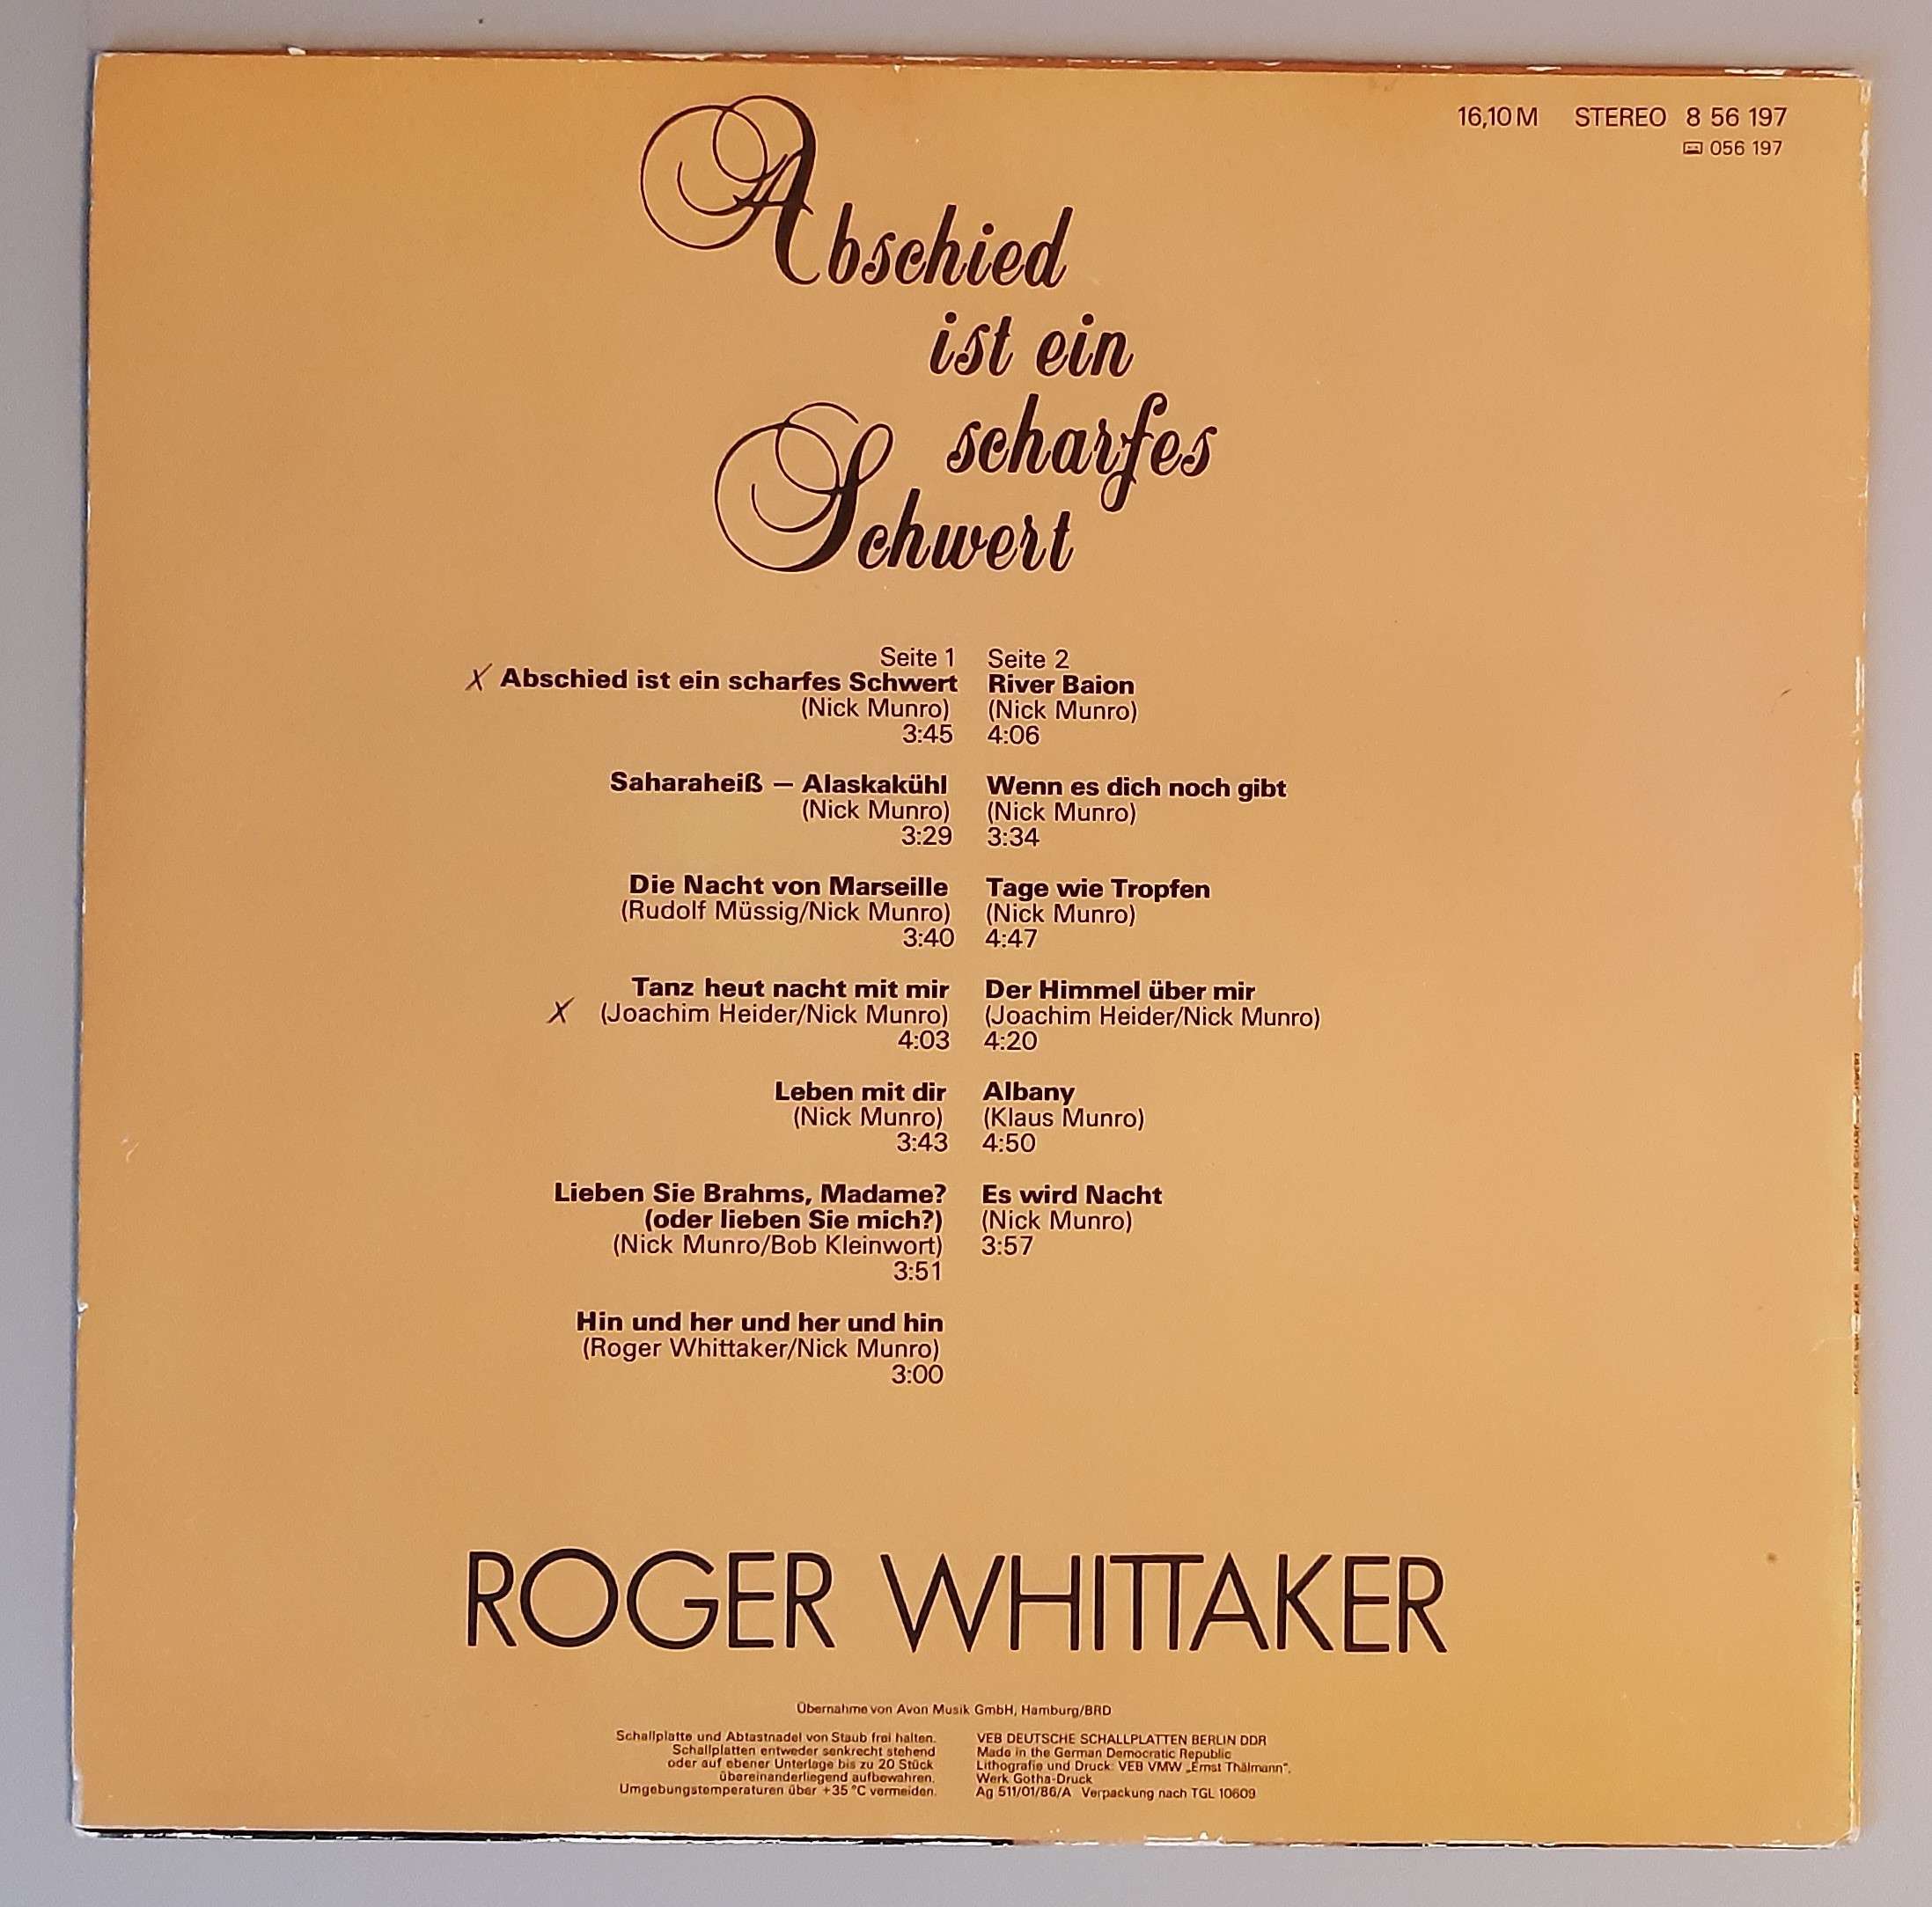 16,10 M STEREO 8 56 197
056 197
Abschied
ist ein
scharfes
Schwert
Seite 1
X Abschied ist ein scharfes Schwert
(Nick Munro)
3:45
Saharaheiß – Alaskakühl
(Nick Munro)
3:29
Die Nacht von Marseille
(Rudolf Müssig/Nick Munro)
3:40
Tanz heut nacht mit mir
X (Joachim Heider/Nick Munro)
4:03
Leben mit dir
(Nick Munro)
3:43
Lieben Sie Brahms, Madame?
(oder lieben Sie mich?)
(Nick Munro/Bob Kleinwort)
3:51
Hin und her und her und hin
(Roger Whittaker/Nick Munro)
3:00
Seite 2
River Baion
(Nick Munro)
4:06
Wenn es dich noch gibt
(Nick Munro)
3:34
Tage wie Tropfen
(Nick Munro)
4:47
Der Himmel über mir
(Joachim Heider/Nick Munro)
4:20
Albany
(Klaus Munro)
4:50
Es wird Nacht
(Nick Munro)
3:57
ROGER WHITTAKER
Übernahme von Avon Musik GmbH, Hamburg/BRD
Schallplatte und Abtastnadel von Staub frei halten.
Schallplatten entweder senkrecht stehend
oder auf ebener Unterlage bis zu 20 Stück
übereinanderliegend aufbewahren.
Umgebungstemperaturen über +35 °C vermeiden.
VEB DEUTSCHE SCHALLPLATTEN BERLIN DDR
Made in the German Democratic Republic
Lithografie und Druck: VEB VMW „Ernst Thälmann“,
Werk Gotha-Druck
Ag 511/01/86/A Verpackung nach TGL 10609